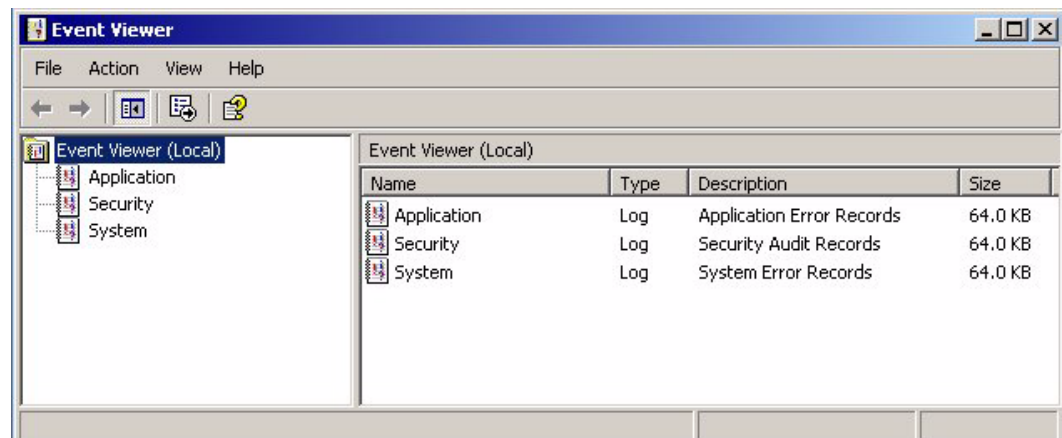 Event Viewer
File Action View Help
Event Viewer (Local)
Application
Security
System
Event Viewer (Local)
Name Type Description Size
Application Log Application Error Records 64.0 KB
Security Log Security Audit Records 64.0 KB
System Log System Error Records 64.0 KB